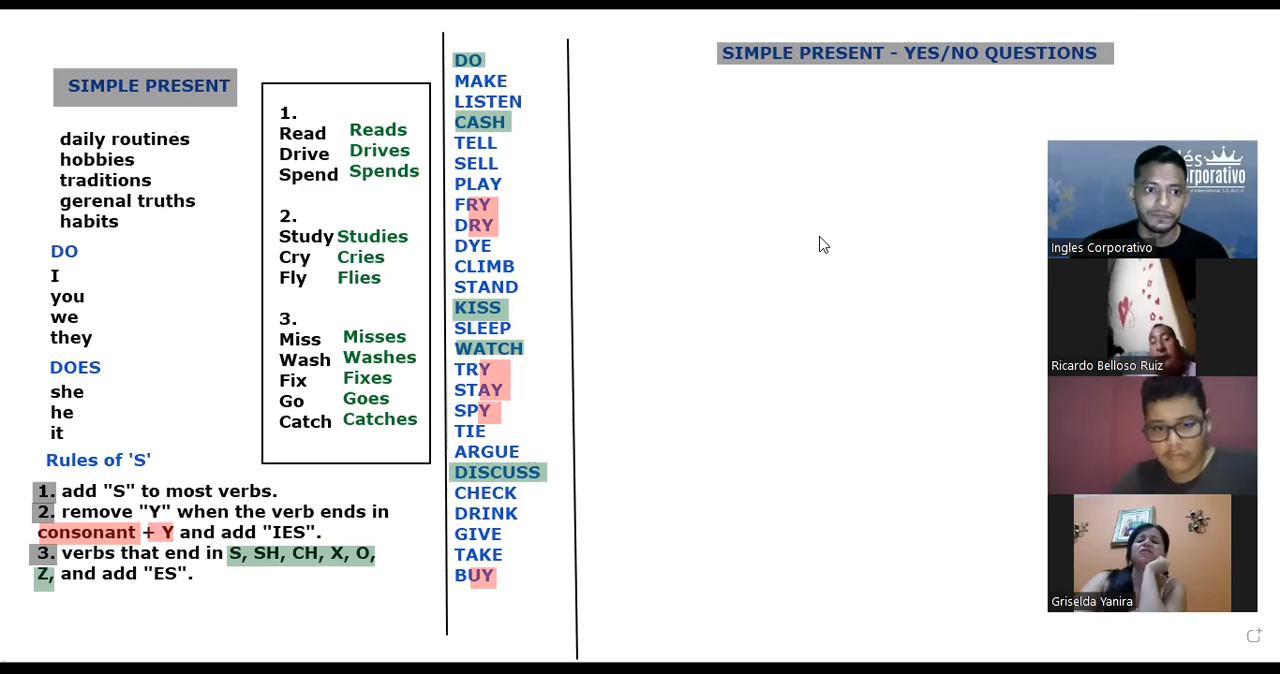 SIMPLE PRESENT
daily routines
hobbies
traditions
gerenal truths
habits
DO
I
you
we
they
DOES
she
he
it
Rules of 'S'
1. add "S" to most verbs.
2. remove "Y" when the verb ends in
consonant + Y and add "IES".
3. verbs that end in S, SH, CH, X, O,
Z, and add "ES".
1.
Read Reads
Drive Drives
Spend Spends
2.
Study Studies
Cry Cries
Fly Flies
3.
Miss Misses
Wash Washes
Fix Fixes
Go Goes
Catch Catches
DO
MAKE
LISTEN
CASH
TELL
SELL
PLAY
FRY
DRY
DYE
CLIMB
STAND
KISS
SLEEP
WATCH
TRY
STAY
SPY
TIE
ARGUE
DISCUSS
CHECK
DRINK
GIVE
TAKE
BUY
SIMPLE PRESENT - YES/NO QUESTIONS
Ingles Corporativo
Ricardo Belloso Ruiz
Griselda Yanira